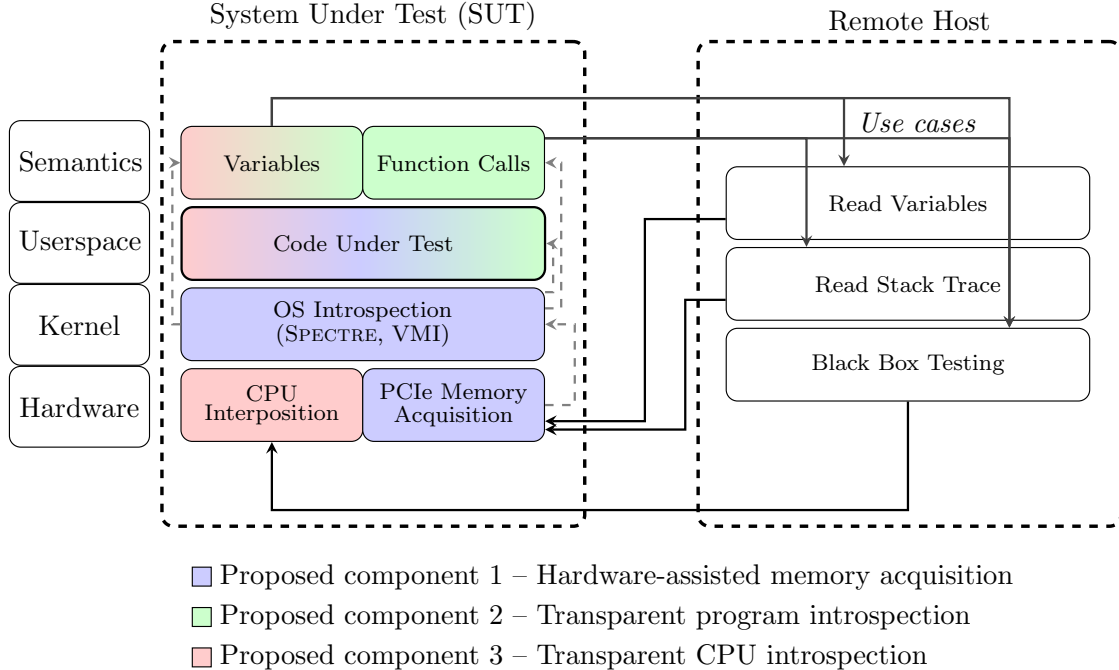 System Under Test (SUT)
Remote Host
Use cases
Semantics
Variables
Function Calls
Read Variables
Userspace
Code Under Test
Read Stack Trace
Kernel
OS Introspection
(SPECTRE, VMI)
Black Box Testing
Hardware
CPU
Interposition
PCIe Memory
Acquisition
Proposed component 1 – Hardware-assisted memory acquisition
Proposed component 2 – Transparent program introspection
Proposed component 3 – Transparent CPU introspection